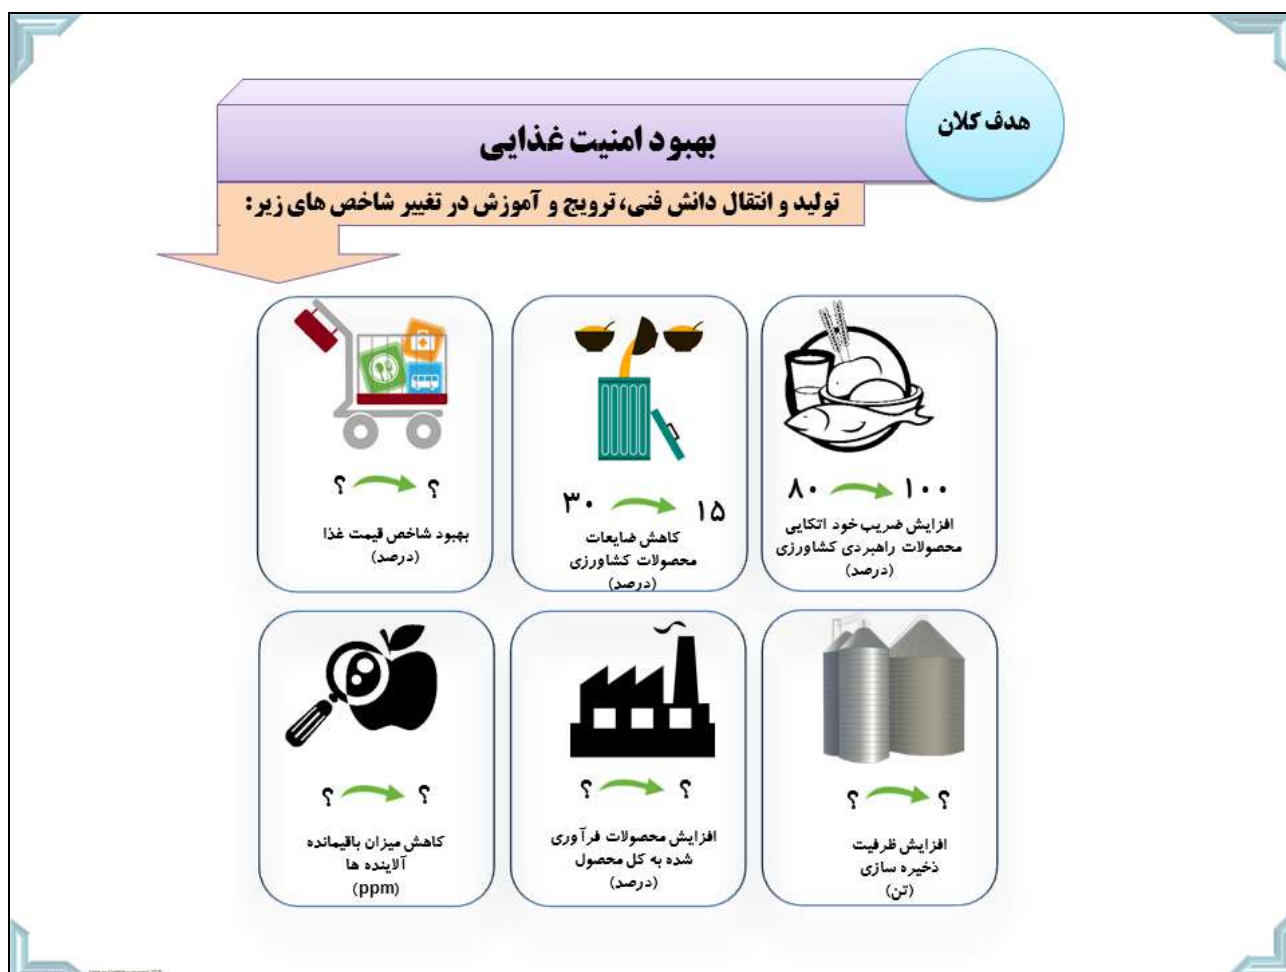 هدف کلان
بهبود امنیت غذایی
تولید و انتقال دانش فنی، ترویج و آموزش در تغییر شاخص های زیر:
۸۰ ۱۰۰
افزایش ضریب خود اتکایی
محصولات راهبردی کشاورزی
(درصد)
۳۰ ۱۵
کاهش ضایعات
محصولات کشاورزی
(درصد)
؟ ؟
بهبود شاخص قیمت غذا
(درصد)
؟ ؟
افزایش ظرفیت
ذخیره سازی
(تن)
؟ ؟
افزایش محصولات فرآوری
شده به کل محصول
(درصد)
؟ ؟
کاهش میزان باقیمانده
آلاینده ها
(ppm)